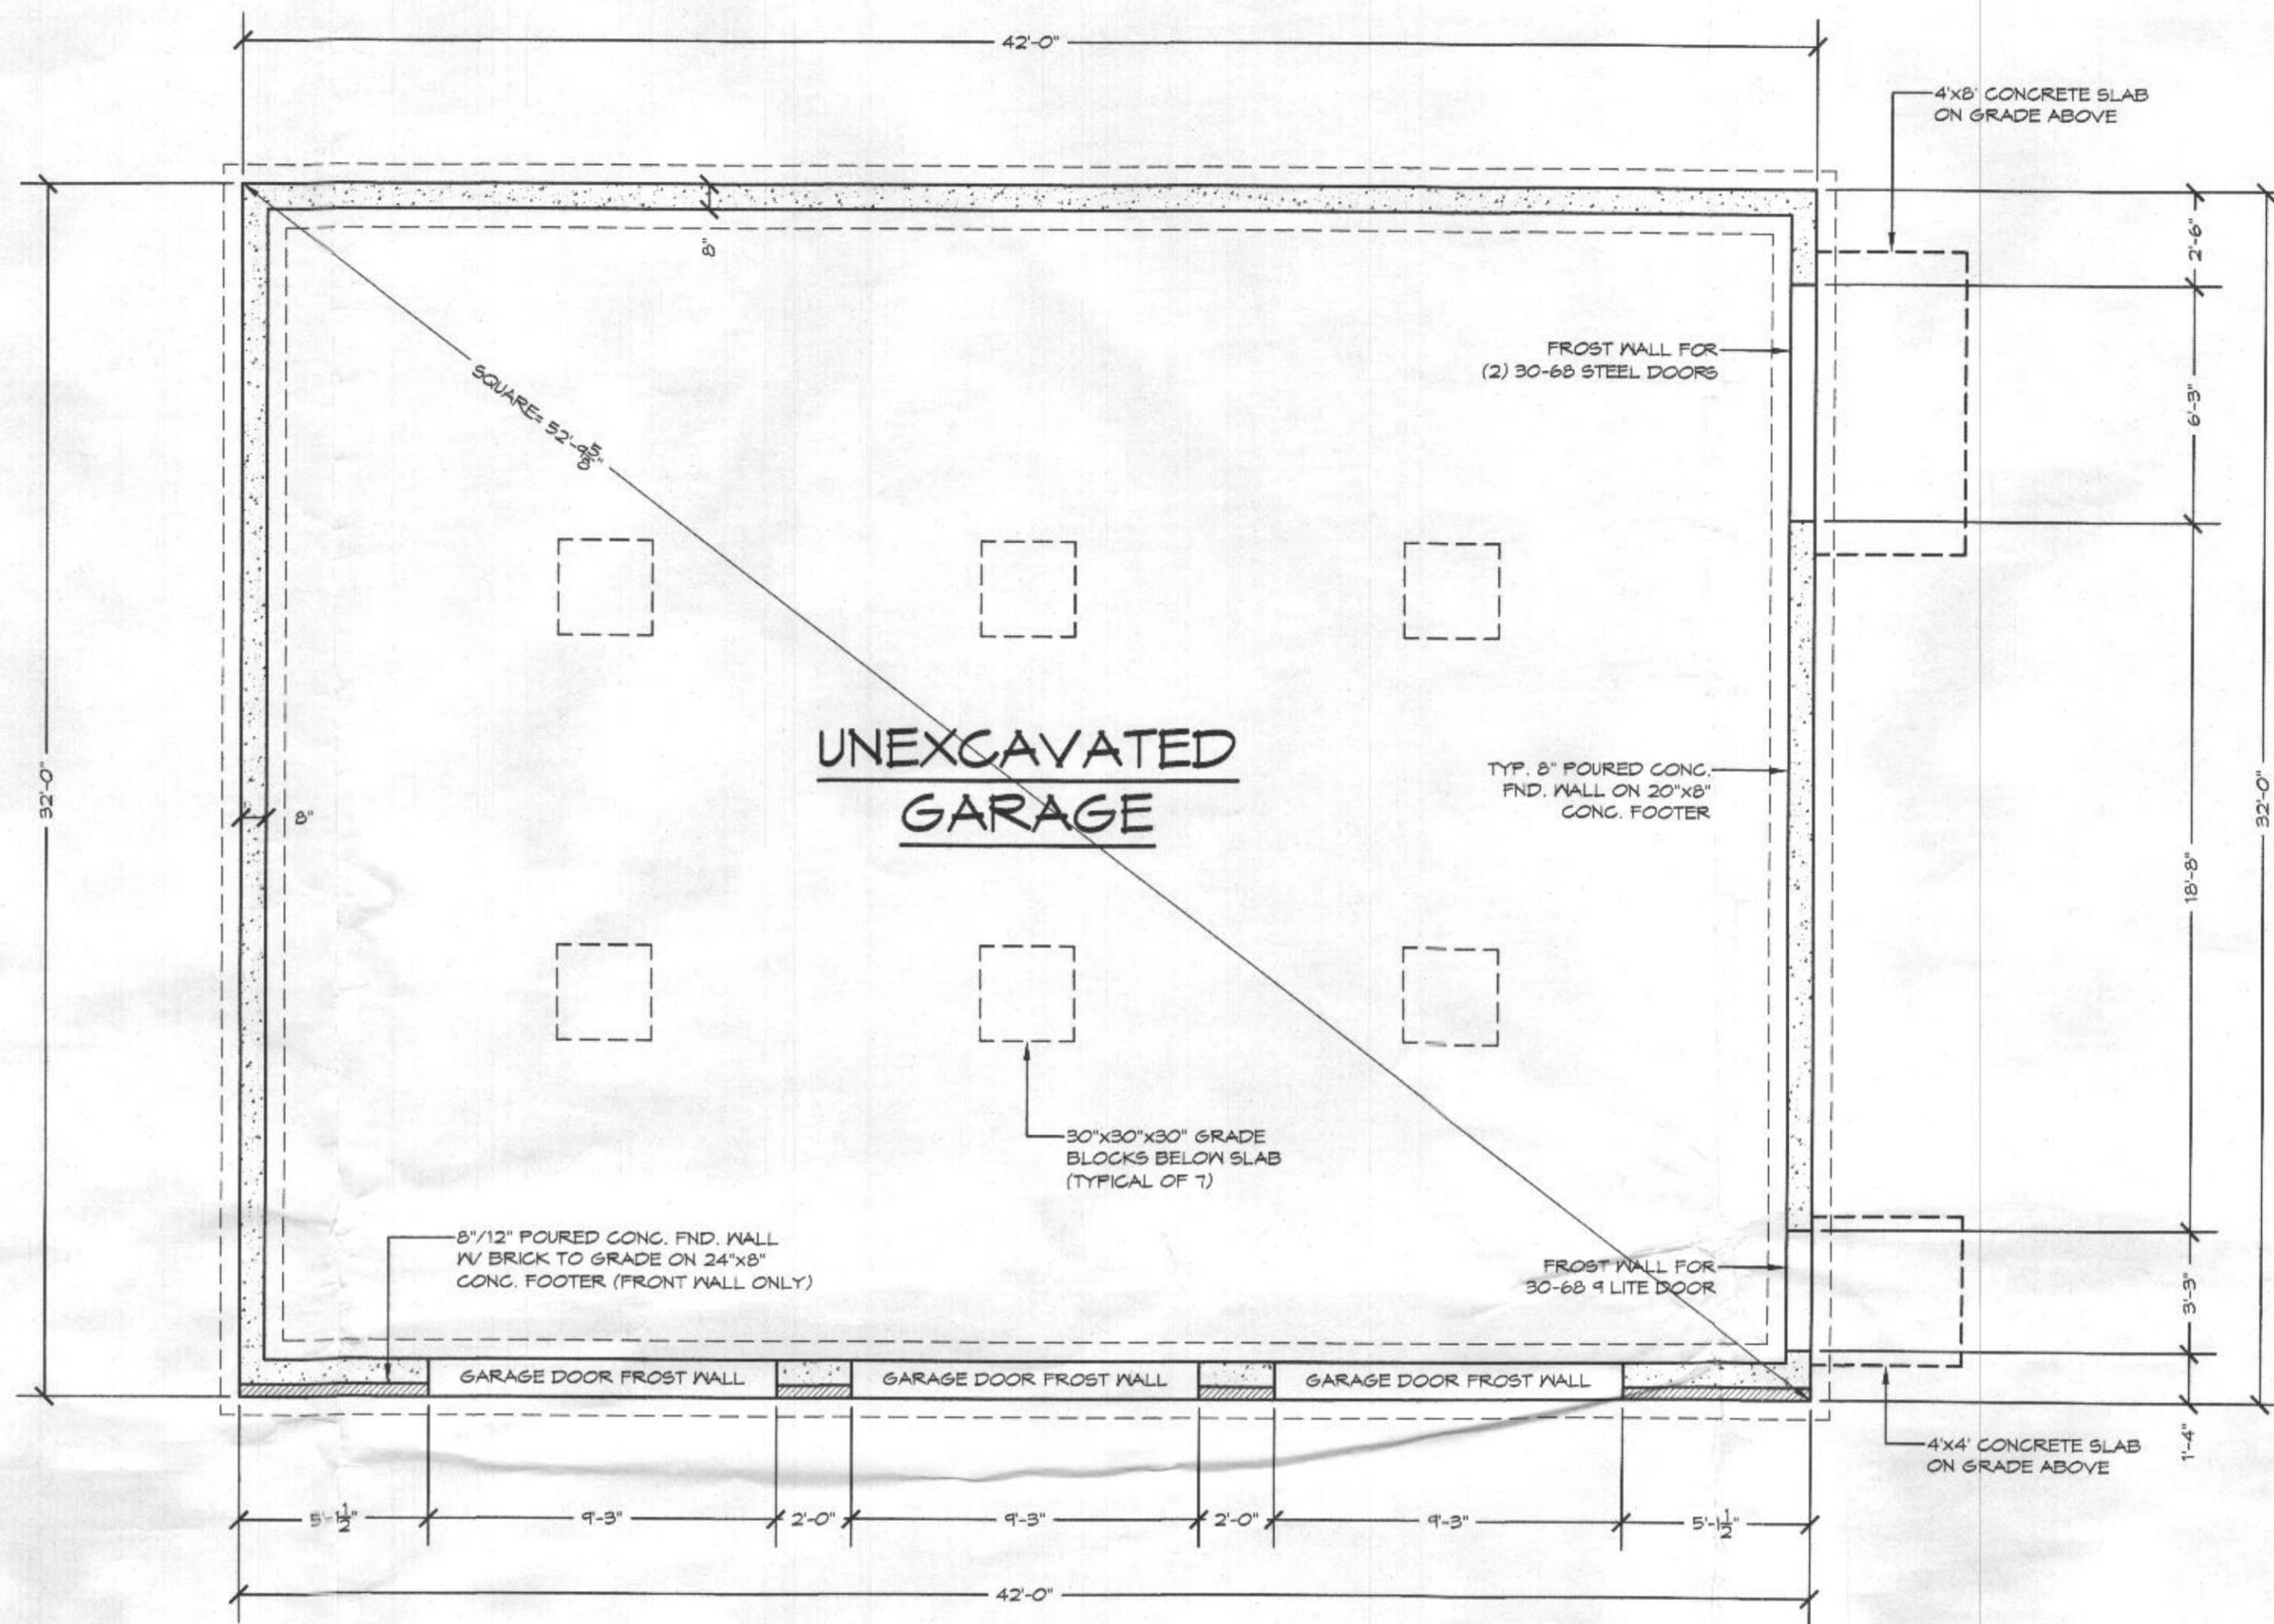 42'-0"
4'x8' CONCRETE SLAB
ON GRADE ABOVE
8"
2'-6"
SQUARE= 52'-9 5/8"
FROST WALL FOR
(2) 30-68 STEEL DOORS
6'-3"
UNEXCAVATED
GARAGE
32'-0"
8"
TYP. 8" POURED CONC.
FND. WALL ON 20"x8"
CONC. FOOTER
32'-0"
18'-8"
30"x30"x30" GRADE
BLOCKS BELOW SLAB
(TYPICAL OF 7)
8"/12" POURED CONC. FND. WALL
W/ BRICK TO GRADE ON 24"x8"
CONC. FOOTER (FRONT WALL ONLY)
FROST WALL FOR
30-68 9 LITE DOOR
3'-3"
GARAGE DOOR FROST WALL
GARAGE DOOR FROST WALL
GARAGE DOOR FROST WALL
1'-4"
4'x4' CONCRETE SLAB
ON GRADE ABOVE
5'-1 1/2"
9'-3"
2'-0"
9'-3"
2'-0"
9'-3"
5'-1 1/2"
42'-0"